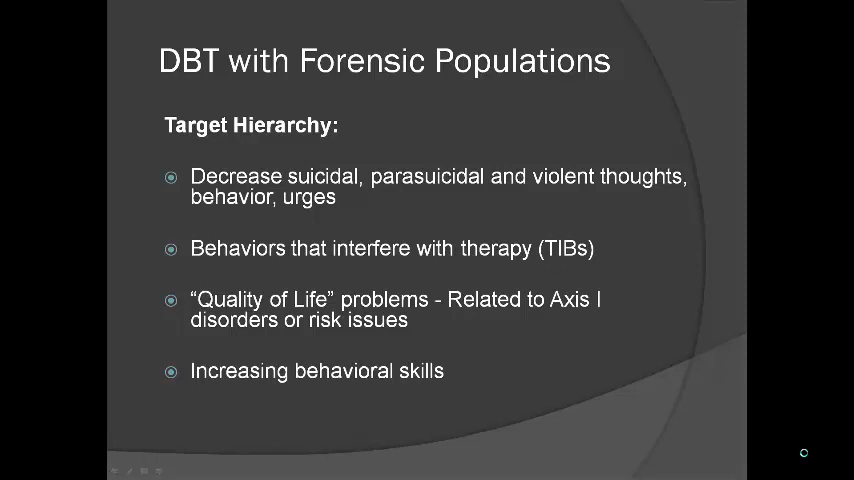 DBT with Forensic Populations
Target Hierarchy:
Decrease suicidal, parasuicidal and violent thoughts,
behavior, urges
Behaviors that interfere with therapy (TIBs)
“Quality of Life” problems - Related to Axis I
disorders or risk issues
Increasing behavioral skills